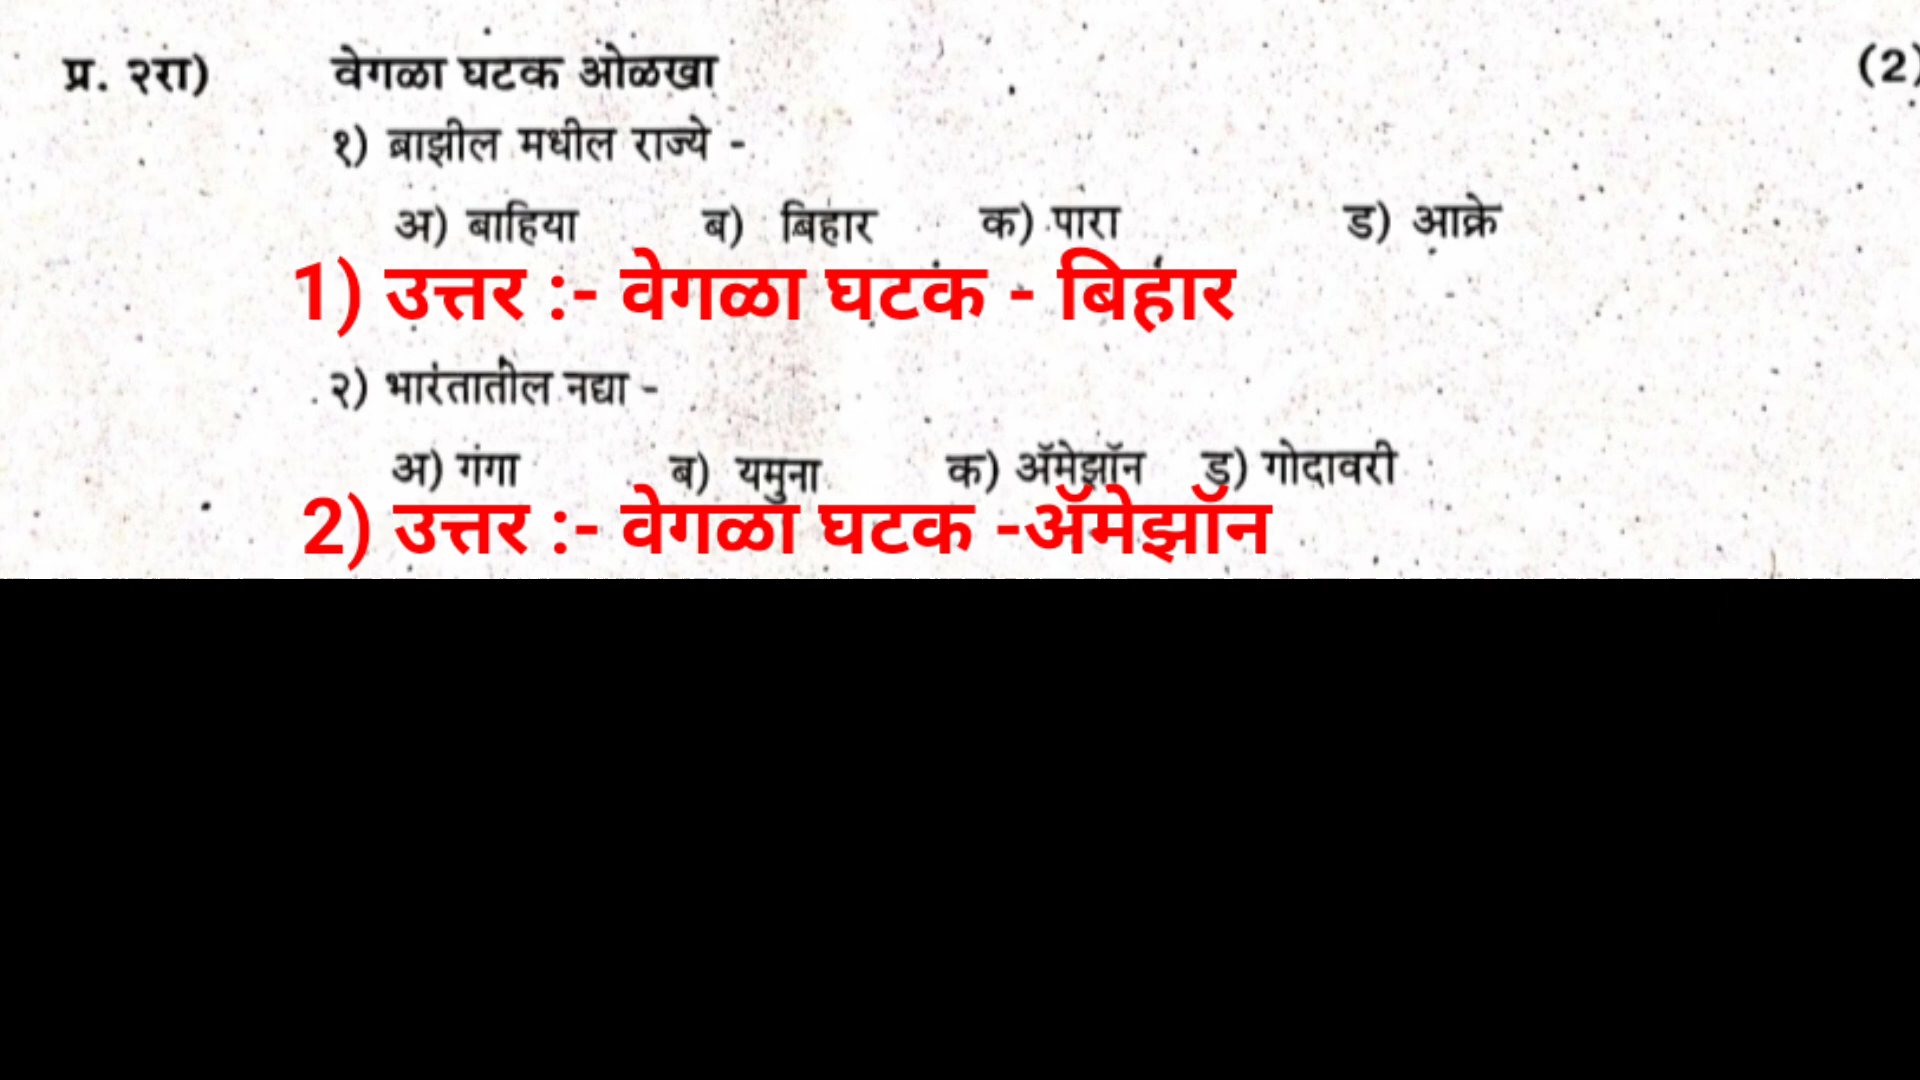 प्र. २रा) वेगळा घटक ओळखा (2)
१) ब्राझील मधील राज्ये -
अ) बाहिया ब) बिहार क) पारा ड) आक्रे
1) उत्तर :- वेगळा घटक - बिहार
२) भारतातील नद्या -
अ) गंगा ब) यमुना क) ॲमेझॉन ड) गोदावरी
2) उत्तर :- वेगळा घटक -ॲमेझॉन